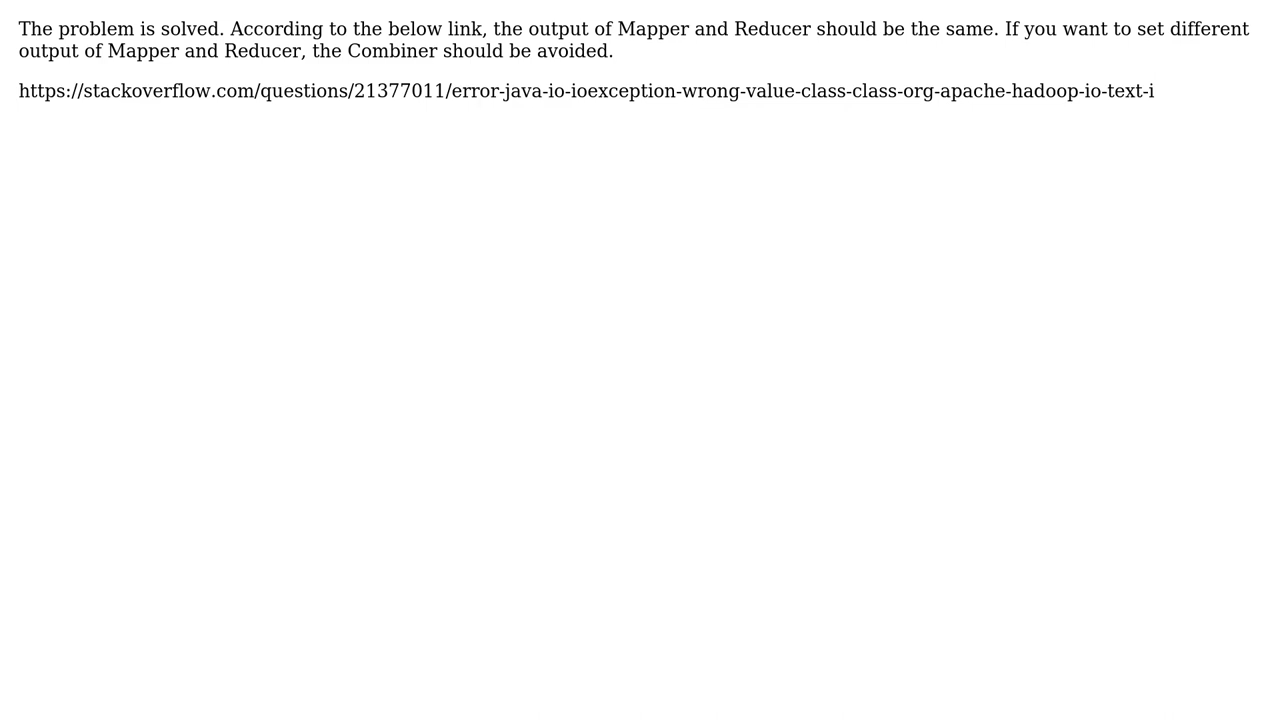 The problem is solved. According to the below link, the output of Mapper and Reducer should be the same. If you want to set different
output of Mapper and Reducer, the Combiner should be avoided.
https://stackoverflow.com/questions/21377011/error-java-io-ioexception-wrong-value-class-class-org-apache-hadoop-io-text-i